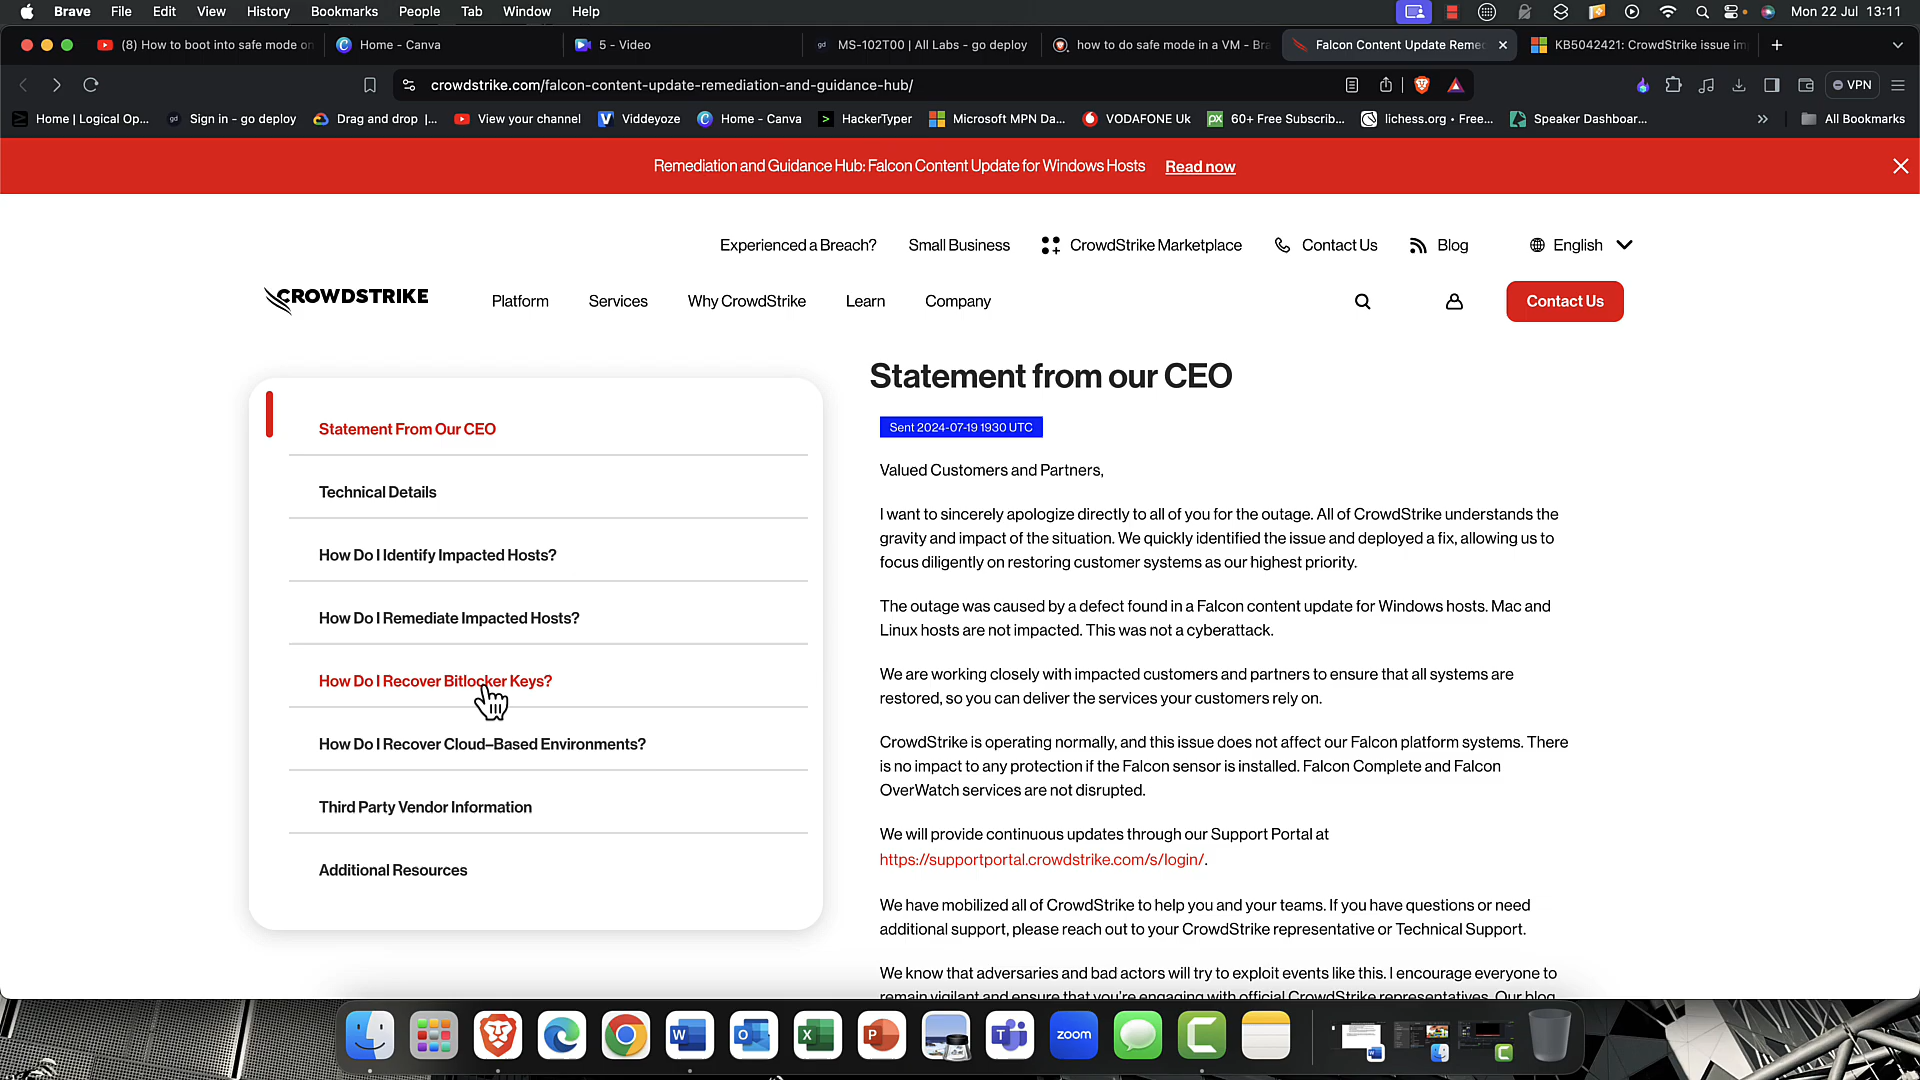 Brave File Edit View History Bookmarks People Tab Window Help Mon 22 Jul 13:11
(8) How to boot into safe mode on Home - Canva 5 - Video MS-102T00 | All Labs - go deploy how to do safe mode in a VM - Bra Falcon Content Update Reme KB5042421: CrowdStrike issue im
crowdstrike.com/falcon-content-update-remediation-and-guidance-hub/ VPN
Home | Logical Op... Sign in - go deploy Drag and drop |... View your channel Viddeyoze Home - Canva HackerTyper Microsoft MPN Da... VODAFONE Uk 60+ Free Subscrib... lichess.org • Free... Speaker Dashboar... All Bookmarks
Remediation and Guidance Hub: Falcon Content Update for Windows Hosts Read now
Experienced a Breach? Small Business CrowdStrike Marketplace Contact Us Blog English
CROWDSTRIKE Platform Services Why CrowdStrike Learn Company Contact Us
Statement From Our CEO
Technical Details
How Do I Identify Impacted Hosts?
How Do I Remediate Impacted Hosts?
How Do I Recover Bitlocker Keys?
How Do I Recover Cloud-Based Environments?
Third Party Vendor Information
Additional Resources
Statement from our CEO
Sent 2024-07-19 1930 UTC
Valued Customers and Partners,
I want to sincerely apologize directly to all of you for the outage. All of CrowdStrike understands the
gravity and impact of the situation. We quickly identified the issue and deployed a fix, allowing us to
focus diligently on restoring customer systems as our highest priority.
The outage was caused by a defect found in a Falcon content update for Windows hosts. Mac and
Linux hosts are not impacted. This was not a cyberattack.
We are working closely with impacted customers and partners to ensure that all systems are
restored, so you can deliver the services your customers rely on.
CrowdStrike is operating normally, and this issue does not affect our Falcon platform systems. There
is no impact to any protection if the Falcon sensor is installed. Falcon Complete and Falcon
OverWatch services are not disrupted.
We will provide continuous updates through our Support Portal at
https://supportportal.crowdstrike.com/s/login/.
We have mobilized all of CrowdStrike to help you and your teams. If you have questions or need
additional support, please reach out to your CrowdStrike representative or Technical Support.
We know that adversaries and bad actors will try to exploit events like this. I encourage everyone to
remain vigilant and ensure that you're engaging with official CrowdStrike representatives. Our blog
zoom